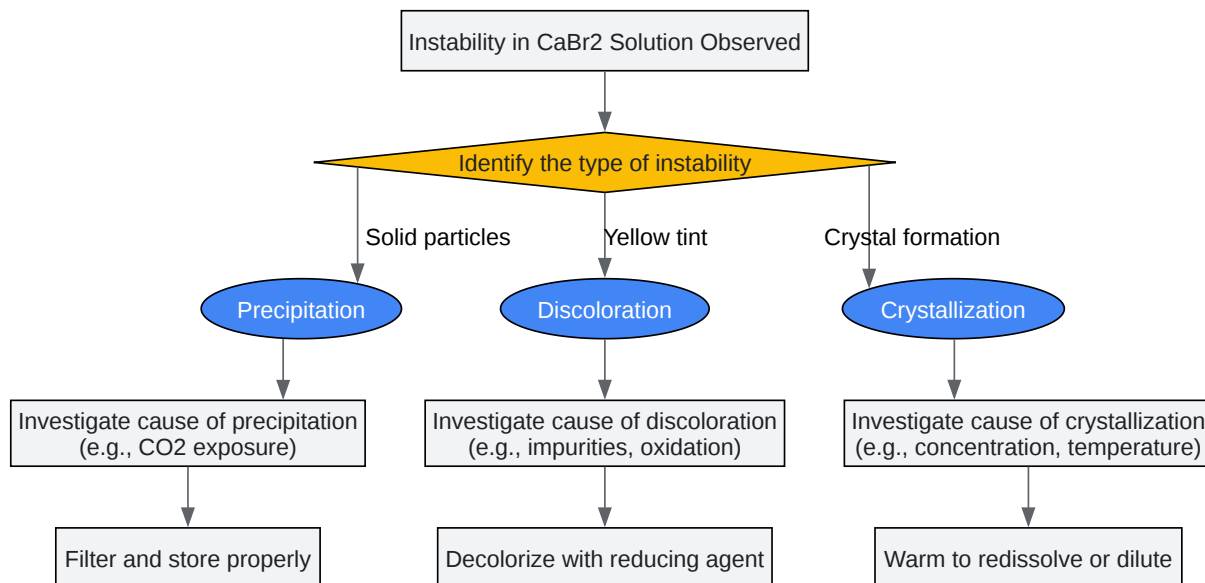 Instability in CaBr2 Solution Observed
Identify the type of instability
Solid particles
Yellow tint
Crystal formation
Precipitation
Discoloration
Crystallization
Investigate cause of precipitation
(e.g., CO2 exposure)
Investigate cause of discoloration
(e.g., impurities, oxidation)
Investigate cause of crystallization
(e.g., concentration, temperature)
Filter and store properly
Decolorize with reducing agent
Warm to redissolve or dilute